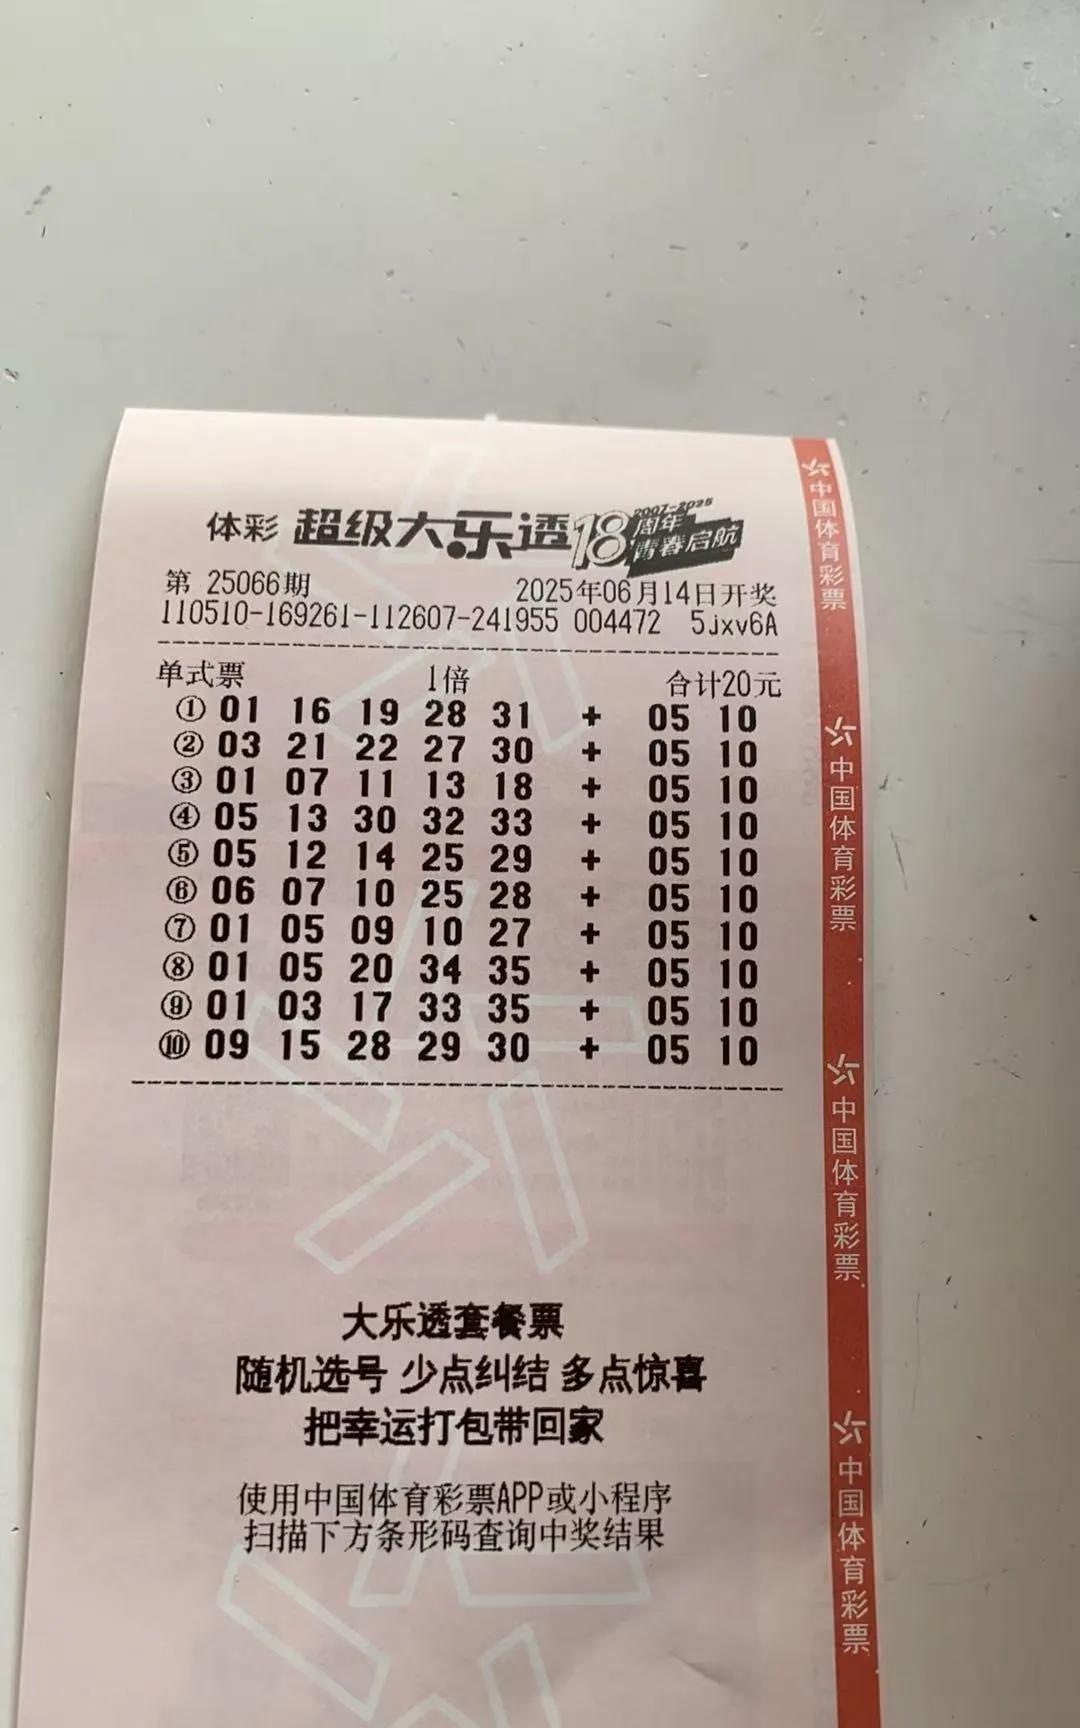 体彩 超级大乐透 18 2007-2025 周年 青春启航
第 25066期 2025年06月14日开奖
110510-169261-112607-241955 004472 5jxv6A
单式票 1倍 合计20元
① 01 16 19 28 31 + 05 10
② 03 21 22 27 30 + 05 10
③ 01 07 11 13 18 + 05 10
④ 05 13 30 32 33 + 05 10
⑤ 05 12 14 25 29 + 05 10
⑥ 06 07 10 25 28 + 05 10
⑦ 01 05 09 10 27 + 05 10
⑧ 01 05 20 34 35 + 05 10
⑨ 01 03 17 33 35 + 05 10
⑩ 09 15 28 29 30 + 05 10
大乐透套餐票
随机选号 少点纠结 多点惊喜
把幸运打包带回家
使用中国体育彩票APP或小程序
扫描下方条形码查询中奖结果
中国体育彩票
中国体育彩票
中国体育彩票
中国体育彩票